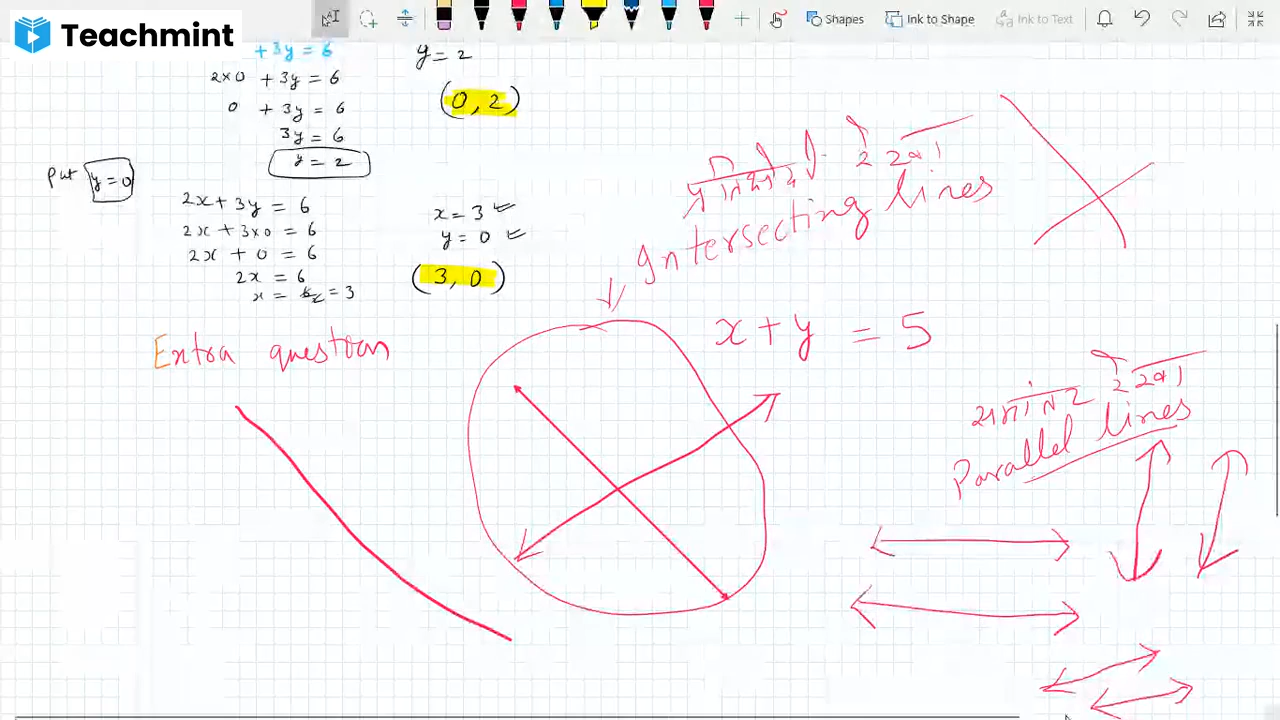 Teachmint
Shapes
Ink to Shape
Ink to Text
+ 3y = 6
2×0 + 3y = 6
0 + 3y = 6
3y = 6
y = 2
y = 2
(0, 2)
Put y=0
2x + 3y = 6
2x + 3×0 = 6
2x + 0 = 6
2x = 6
x = 3
y = 0
(3, 0)
Extra question
Intersecting lines
x + y = 5
Parallel lines